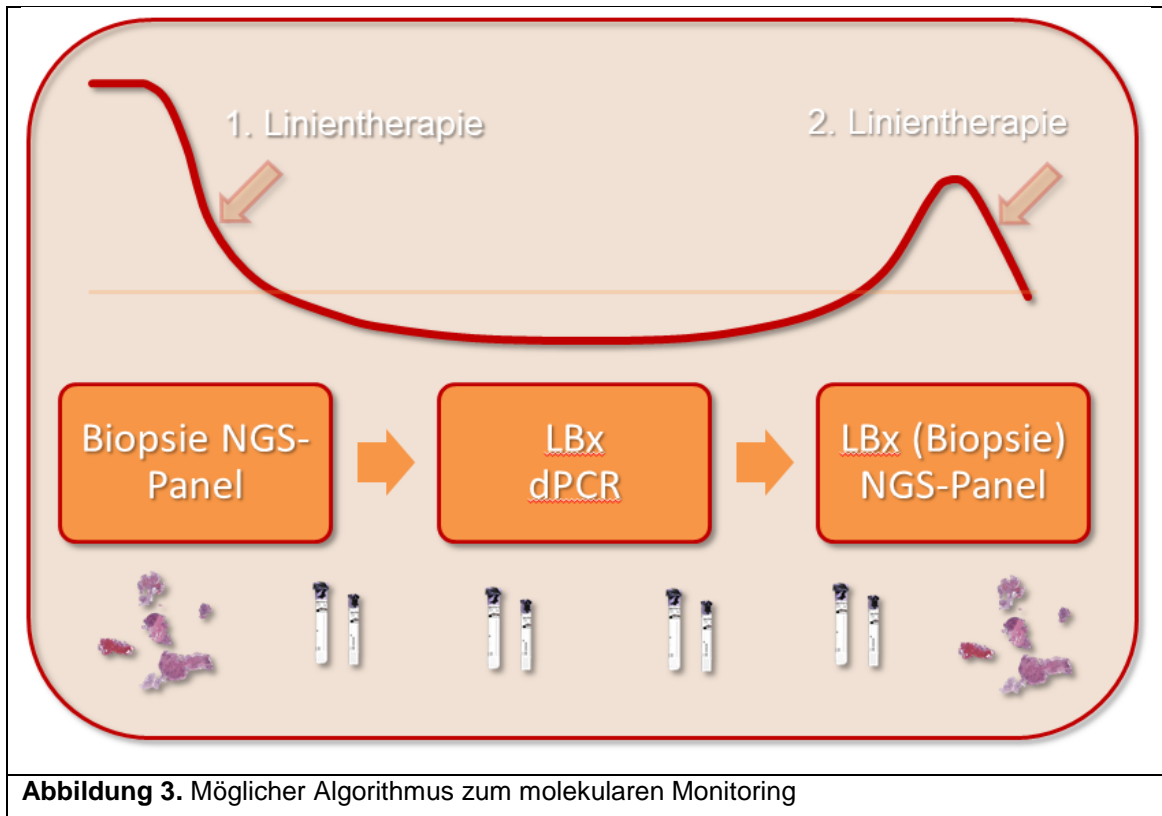 1. Linientherapie
2. Linientherapie
Biopsie NGS-
Panel
LBx
dPCR
LBx (Biopsie)
NGS-Panel
Abbildung 3. Möglicher Algorithmus zum molekularen Monitoring